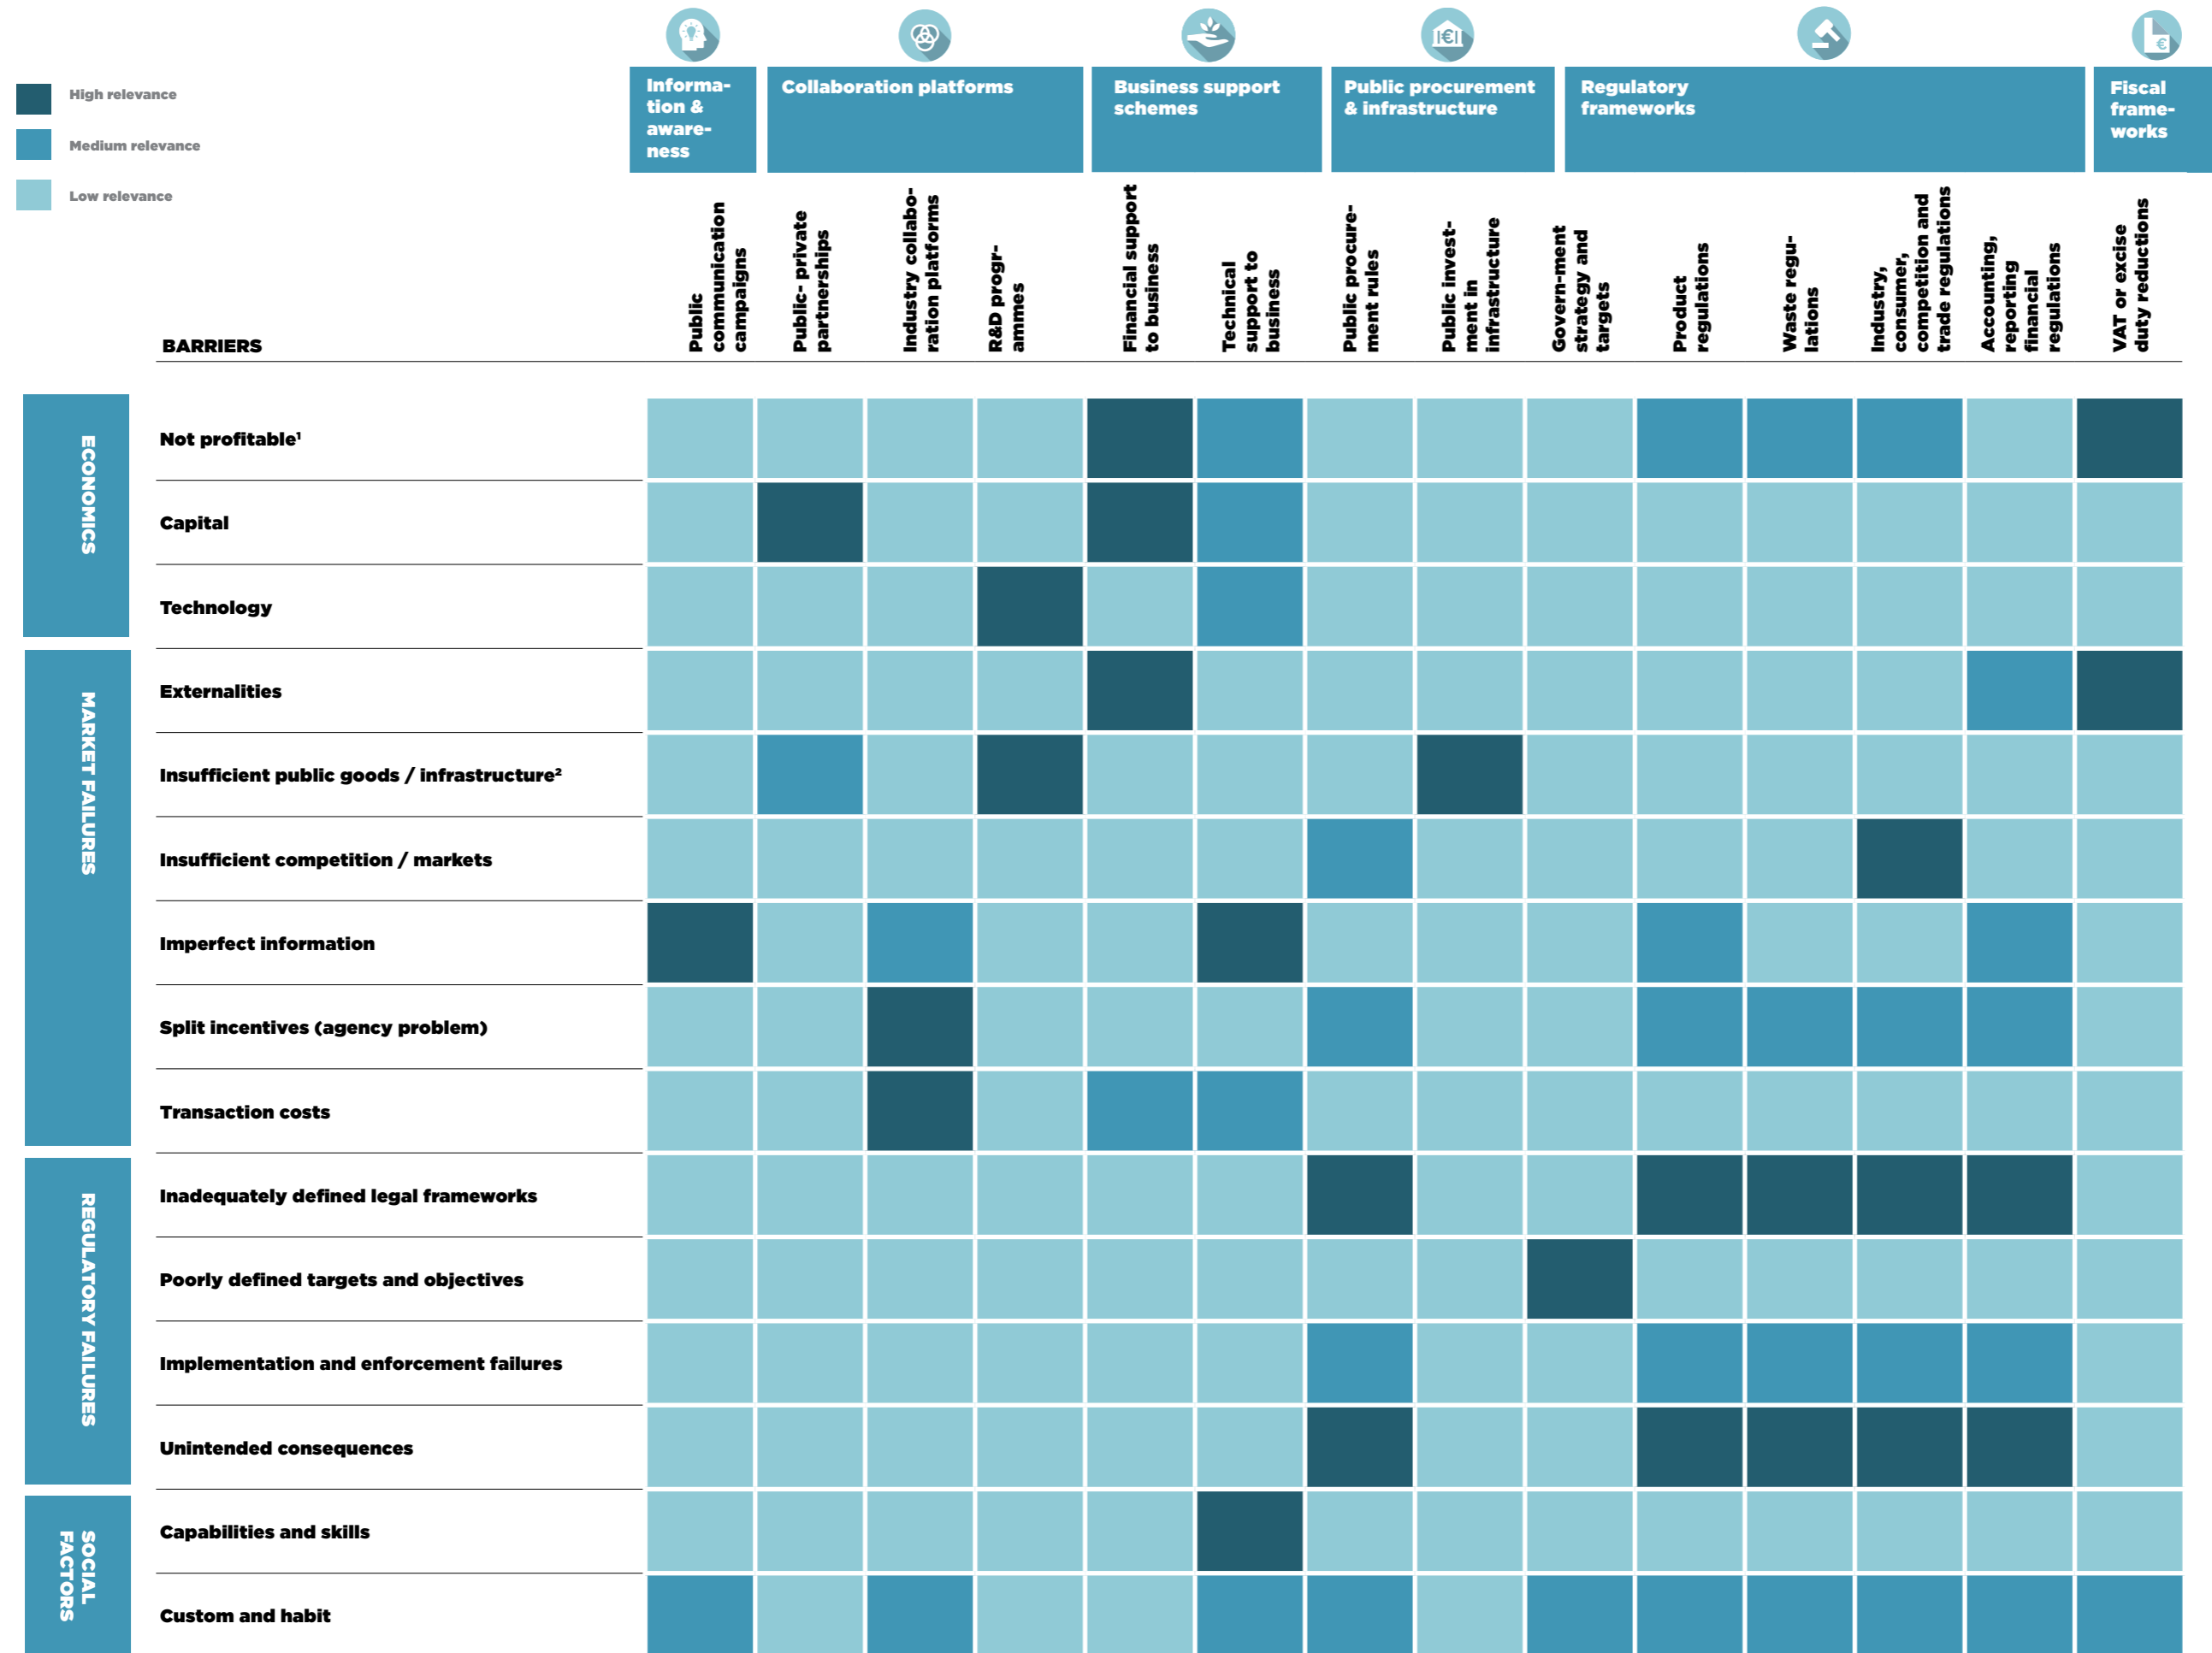 High relevance
Medium relevance
Low relevance
Informa-
tion &
aware-
ness
Collaboration platforms
Business support
schemes
Public procurement
& infrastructure
Regulatory
frameworks
Fiscal
frame-
works
BARRIERS
Public
communication
campaigns
Public- private
partnerships
Industry collabo-
ration platforms
R&D progr-
ammes
Financial support
to business
Technical
support to
business
Public procure-
ment rules
Public invest-
ment in
infrastructure
Govern-ment
strategy and
targets
Product
regulations
Waste regu-
lations
Industry,
consumer,
competition and
trade regulations
Accounting,
reporting
financial
regulations
VAT or excise
duty reductions
ECONOMICS
Not profitable¹
Capital
Technology
MARKET FAILURES
Externalities
Insufficient public goods / infrastructure²
Insufficient competition / markets
Imperfect information
Split incentives (agency problem)
Transaction costs
REGULATORY FAILURES
Inadequately defined legal frameworks
Poorly defined targets and objectives
Implementation and enforcement failures
Unintended consequences
SOCIAL
FACTORS
Capabilities and skills
Custom and habit